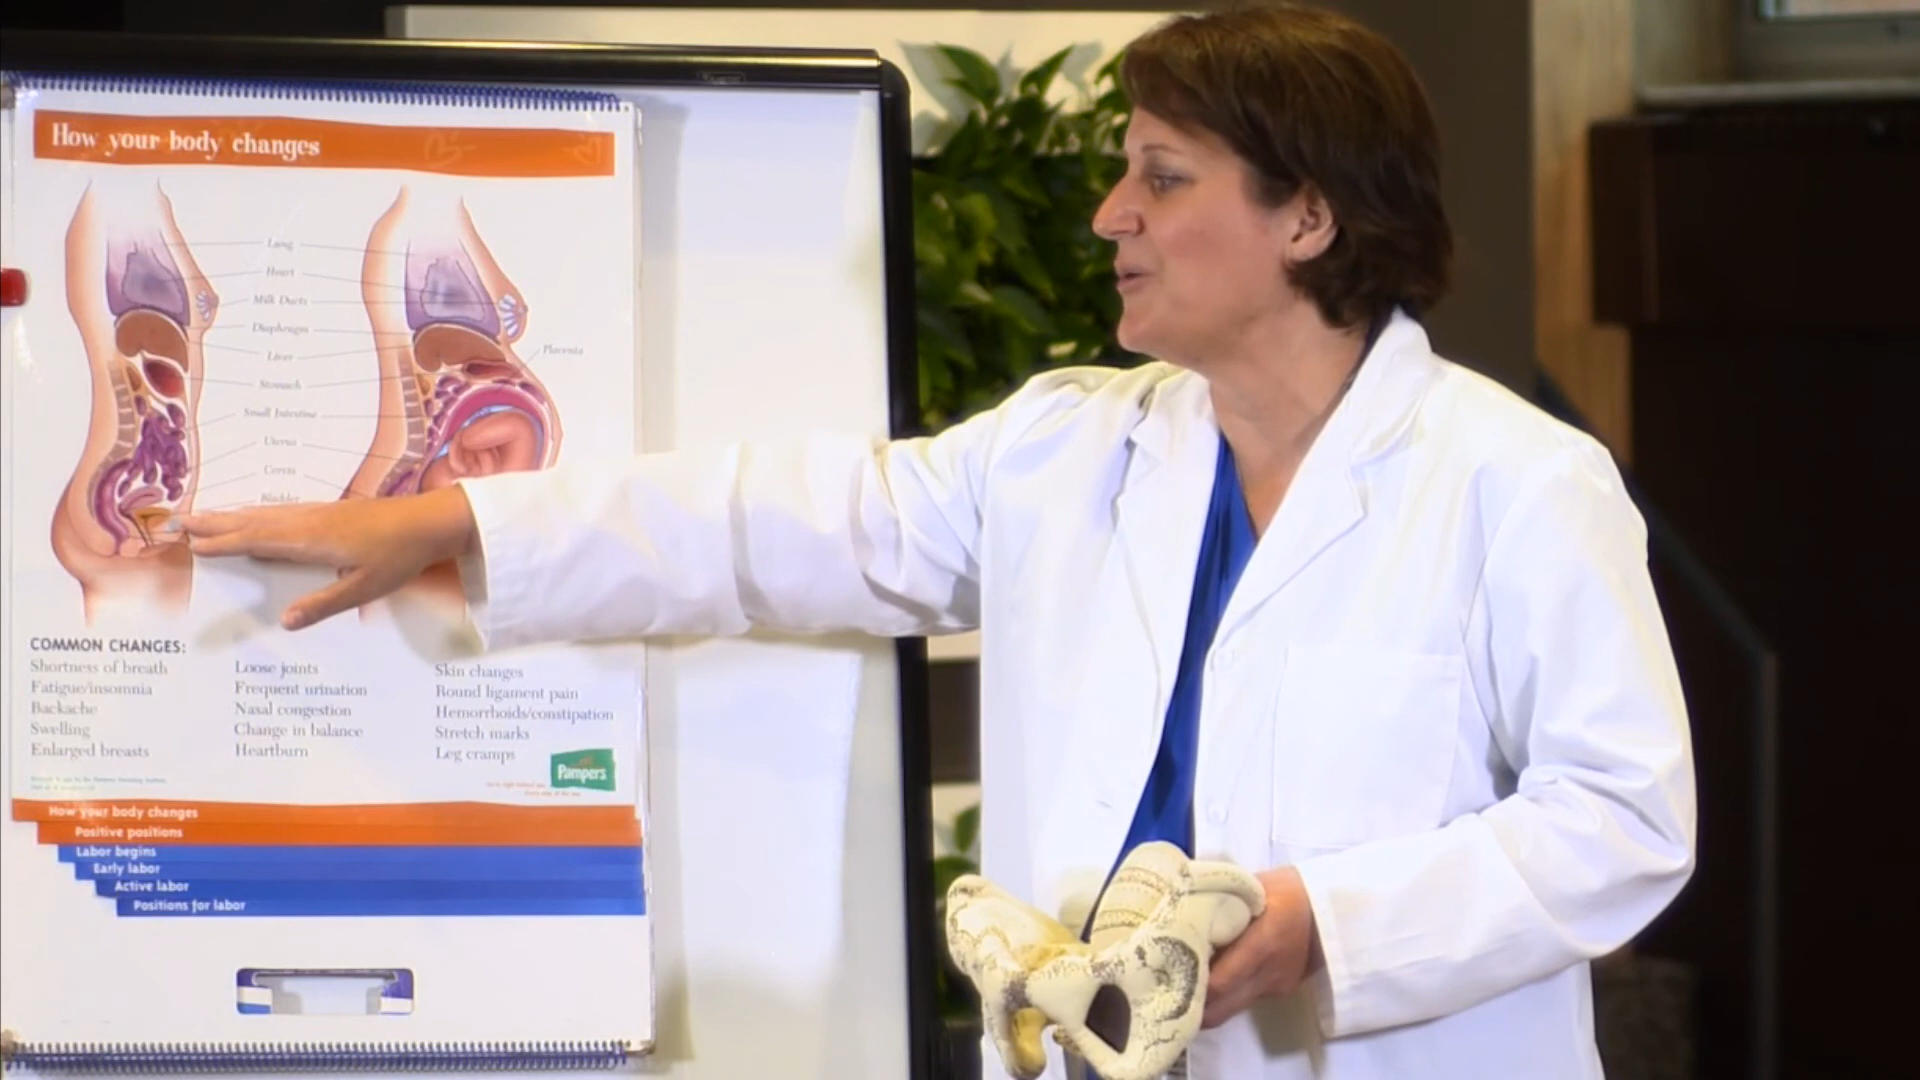 How your body changes
Lung
Heart
Milk Ducts
Diaphragm
Liver
Placenta
Stomach
Small Intestine
Uterus
Cervix
Bladder
COMMON CHANGES:
Shortness of breath
Fatigue/insomnia
Backache
Swelling
Enlarged breasts
Loose joints
Frequent urination
Nasal congestion
Change in balance
Heartburn
Skin changes
Round ligament pain
Hemorrhoids/constipation
Stretch marks
Leg cramps
Pampers
How your body changes
Positive positions
Labor begins
Early labor
Active labor
Positions for labor